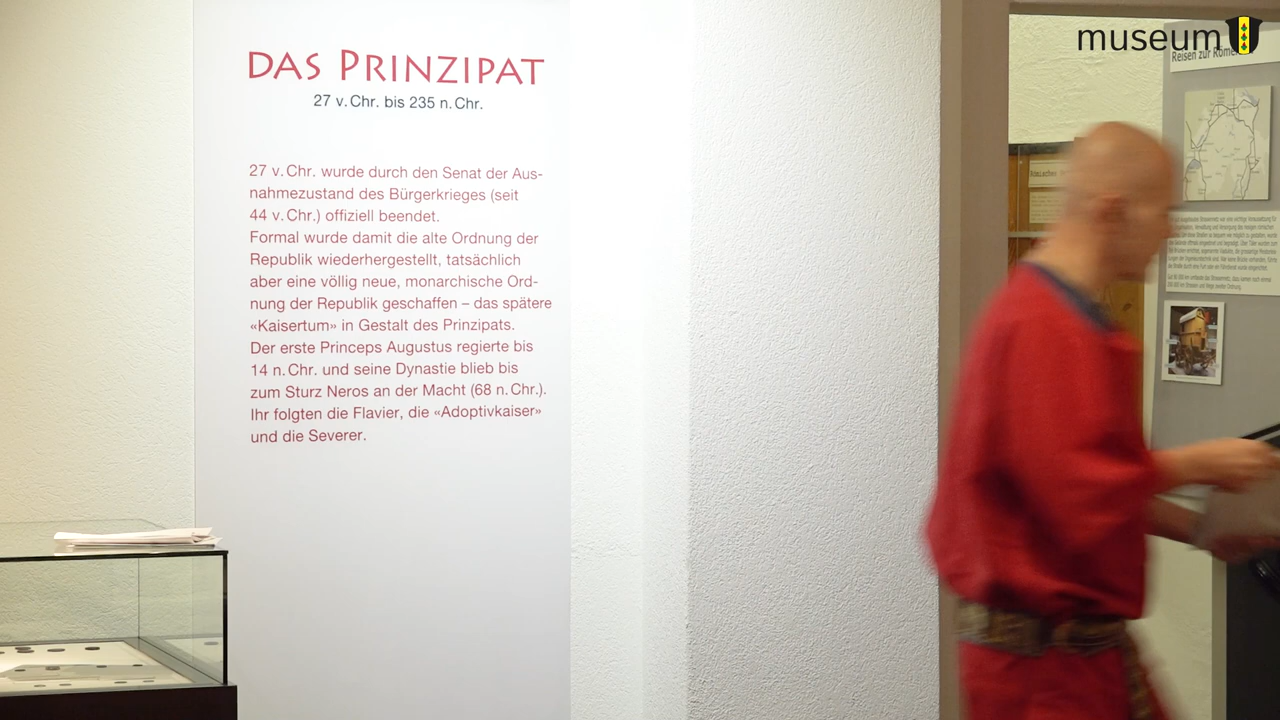 DAS PRINZIPAT
27 v. Chr. bis 235 n. Chr.
27 v. Chr. wurde durch den Senat der Aus-
nahmezustand des Bürgerkrieges (seit
44 v. Chr.) offiziell beendet.
Formal wurde damit die alte Ordnung der
Republik wiederhergestellt, tatsächlich
aber eine völlig neue, monarchische Ord-
nung der Republik geschaffen – das spätere
«Kaisertum» in Gestalt des Prinzipats.
Der erste Princeps Augustus regierte bis
14 n. Chr. und seine Dynastie blieb bis
zum Sturz Neros an der Macht (68 n. Chr.).
Ihr folgten die Flavier, die «Adoptivkaiser»
und die Severer.
museum
Reisen zur